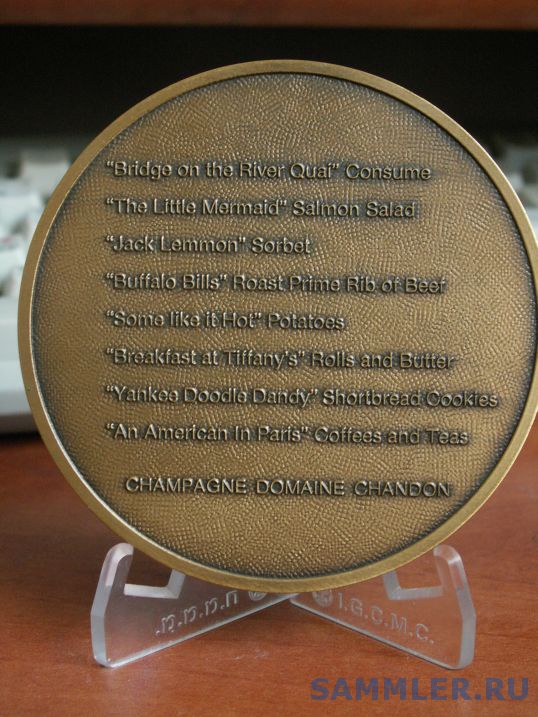 "Bridge on the River Quai" Consume
"The Little Mermaid" Salmon Salad
"Jack Lemmon" Sorbet
"Buffalo Bills" Roast Prime Rib of Beef
"Some like it Hot" Potatoes
"Breakfast at Tiffany's" Rolls and Butter
"Yankee Doodle Dandy" Shortbread Cookies
"An American In Paris" Coffees and Teas
CHAMPAGNE DOMAINE CHANDON
I.G.C.M.C.
SAMMLER.RU